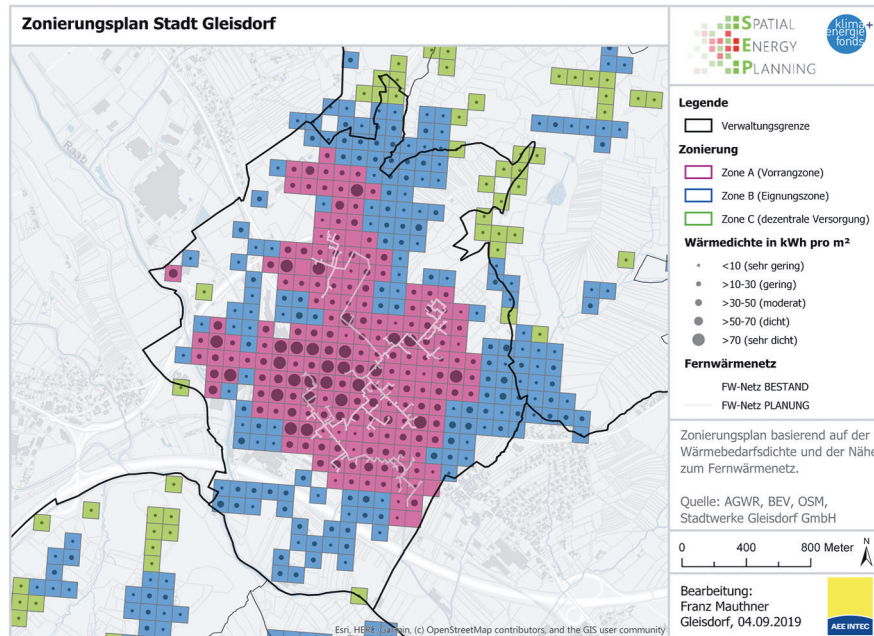 Zonierungsplan Stadt Gleisdorf
Raab
Esri, HERE, Garmin, (c) OpenStreetMap contributors, and the GIS user community
SPATIAL
ENERGY
PLANNING
klima+
energie
fonds
Legende
Verwaltungsgrenze
Zonierung
Zone A (Vorrangzone)
Zone B (Eignungszone)
Zone C (dezentrale Versorgung)
Wärmedichte in kWh pro m²
<10 (sehr gering)
>10-30 (gering)
>30-50 (moderat)
>50-70 (dicht)
>70 (sehr dicht)
Fernwärmenetz
FW-Netz BESTAND
FW-Netz PLANUNG
Zonierungsplan basierend auf der
Wärmebedarfsdichte und der Nähe
zum Fernwärmenetz.
Quelle: AGWR, BEV, OSM,
Stadtwerke Gleisdorf GmbH
0 400 800 Meter N
Bearbeitung:
Franz Mauthner
Gleisdorf, 04.09.2019
AEE INTEC